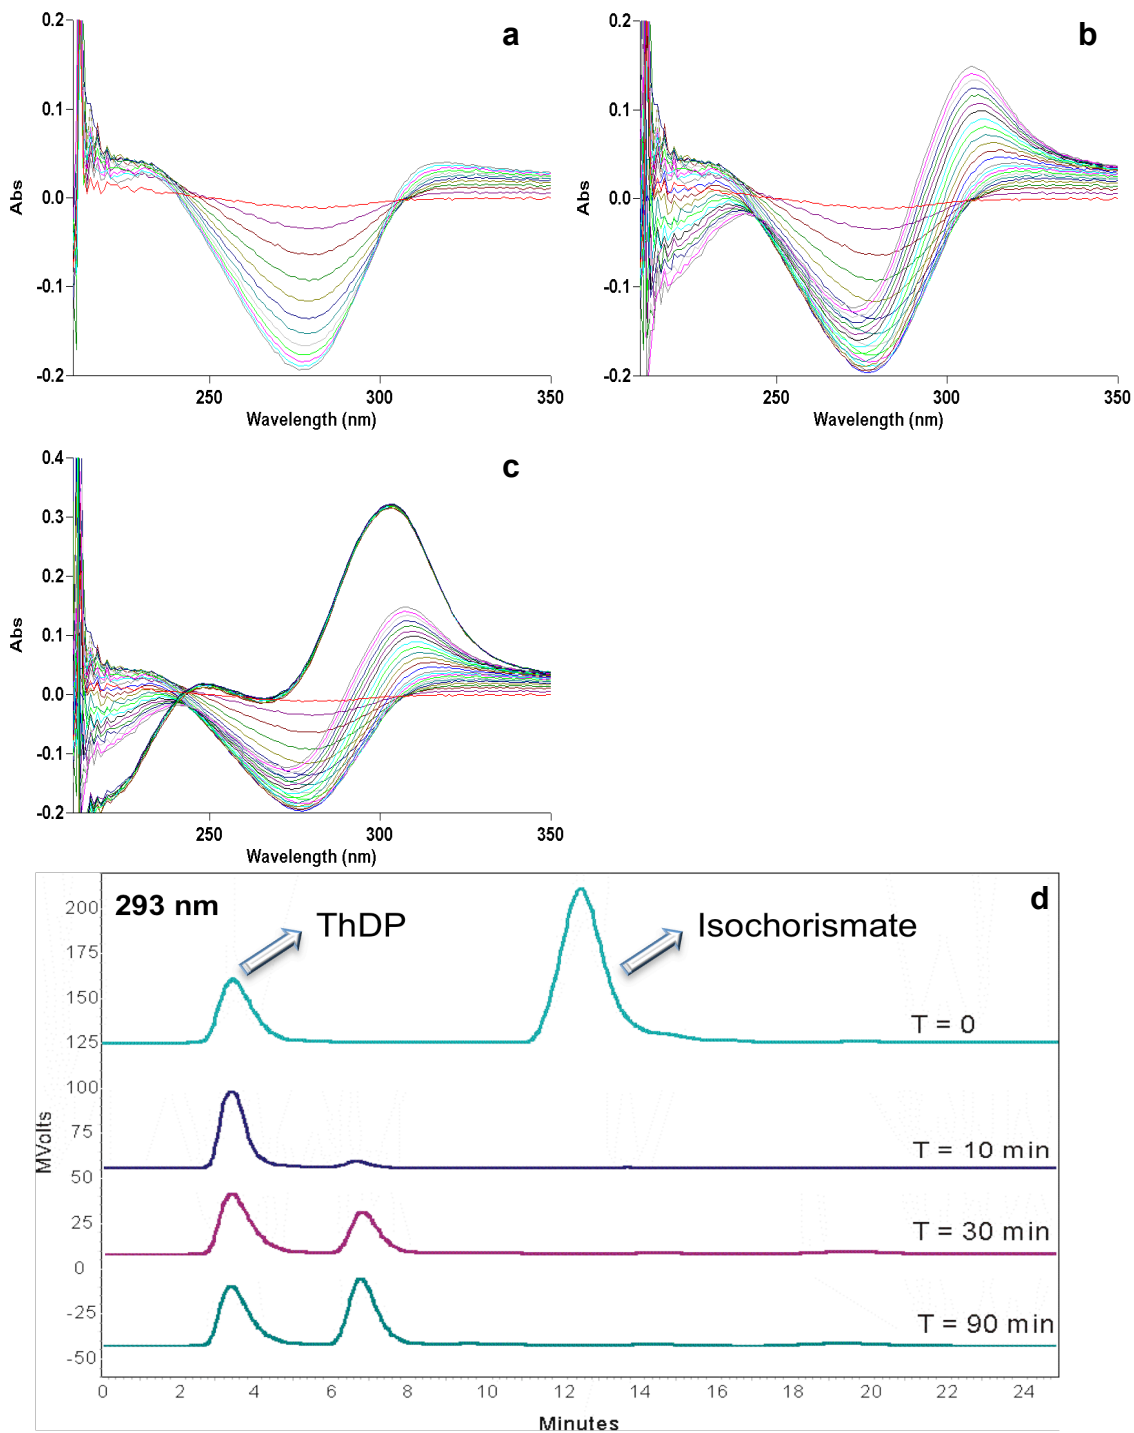 a
0.2
0.1
0.0
-0.1
-0.2
Abs
250
300
350
Wavelength (nm)
b
0.2
0.1
0.0
-0.1
-0.2
Abs
250
300
350
Wavelength (nm)
c
0.4
0.3
0.2
0.1
0.0
-0.1
-0.2
Abs
250
300
350
Wavelength (nm)
293 nm
d
ThDP
Isochorismate
T = 0
T = 10 min
T = 30 min
T = 90 min
200
175
150
125
100
75
50
25
0
-25
-50
MVolts
0
2
4
6
8
10
12
14
16
18
20
22
24
Minutes